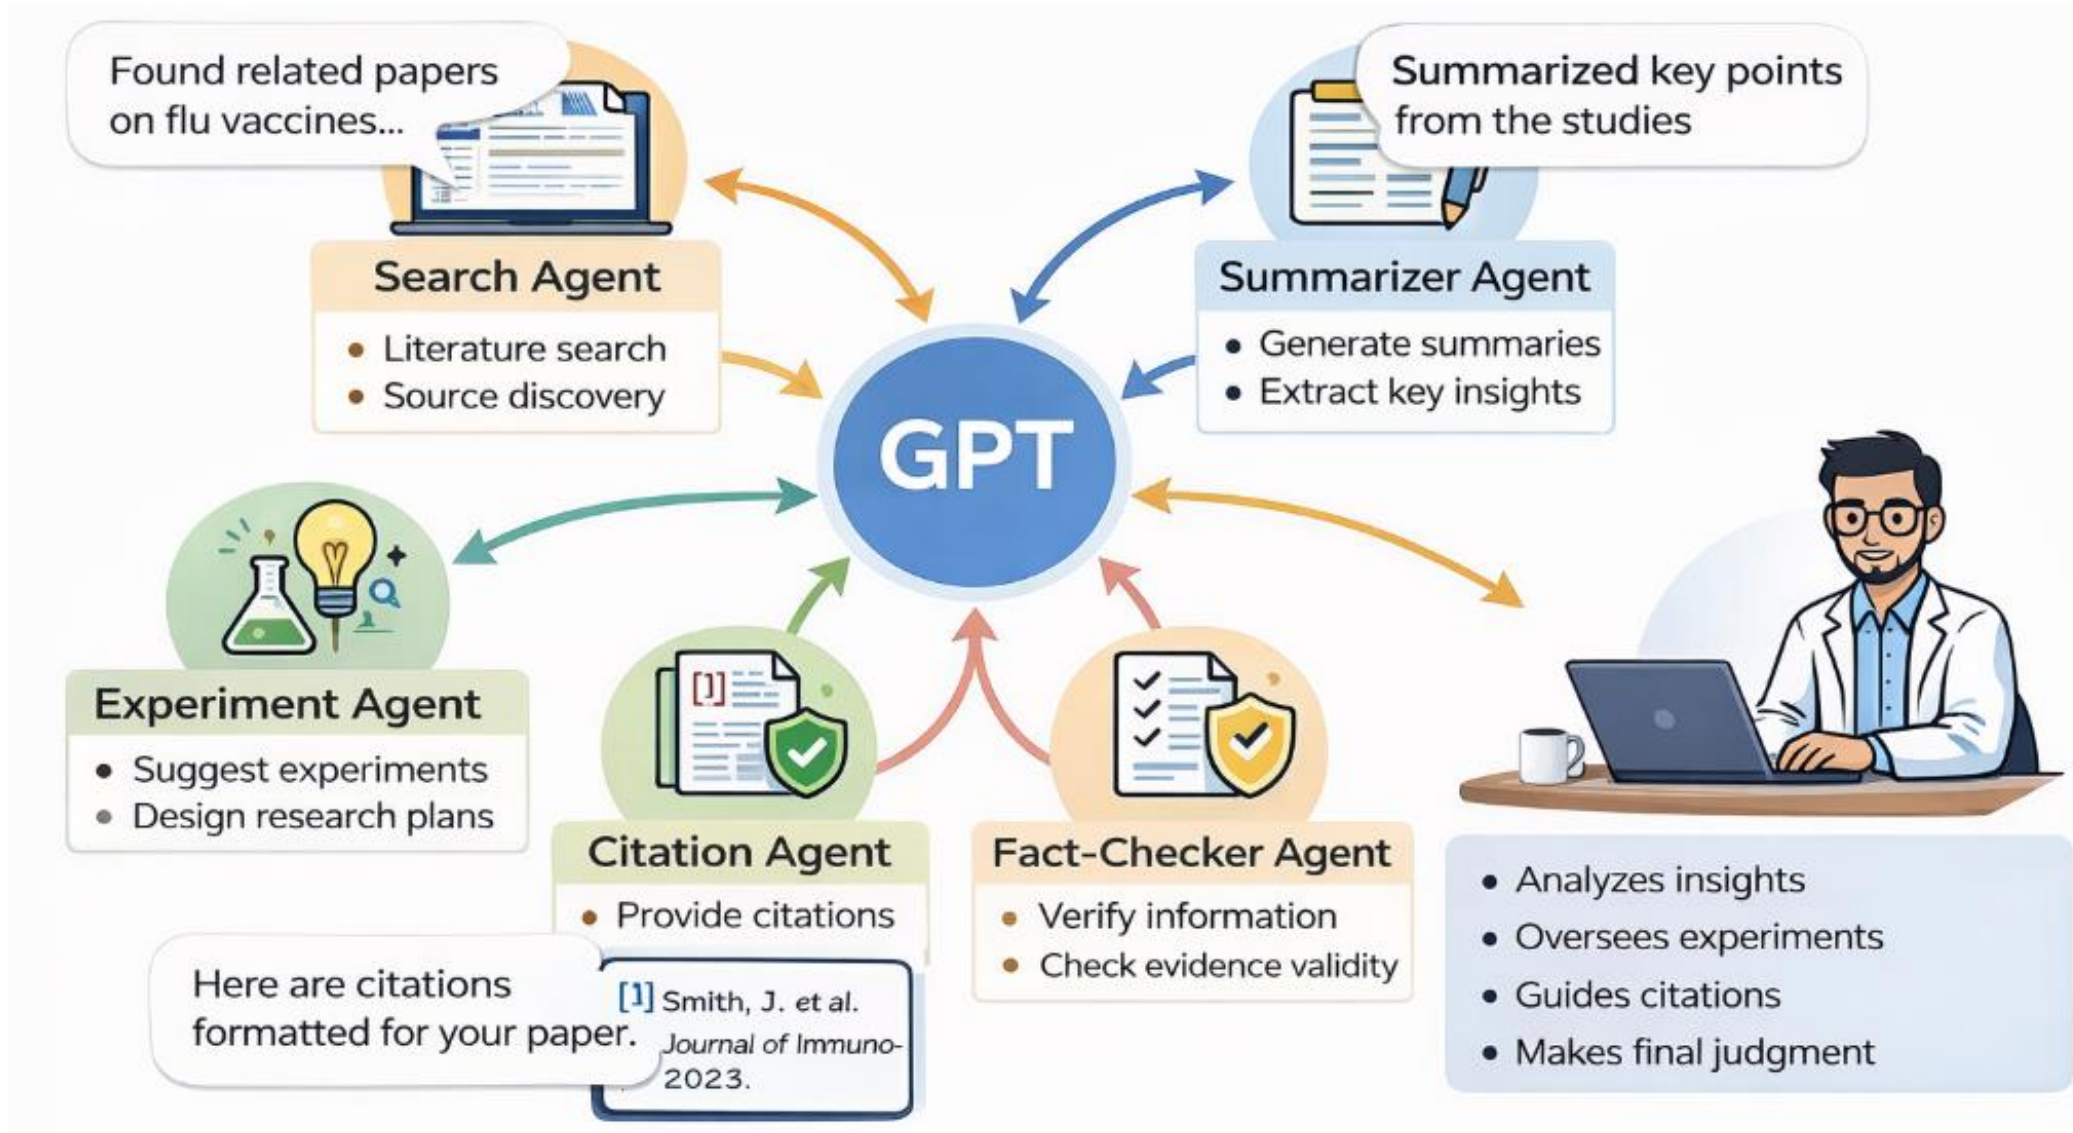 Found related papers
on flu vaccines...
Summarized key points
from the studies
Search Agent
Literature search
Source discovery
Summarizer Agent
Generate summaries
Extract key insights
GPT
Experiment Agent
Suggest experiments
Design research plans
Citation Agent
Provide citations
Here are citations
formatted for your paper.
[1] Smith, J. et al.
Journal of Immuno-
2023.
Fact-Checker Agent
Verify information
Check evidence validity
Analyzes insights
Oversees experiments
Guides citations
Makes final judgment